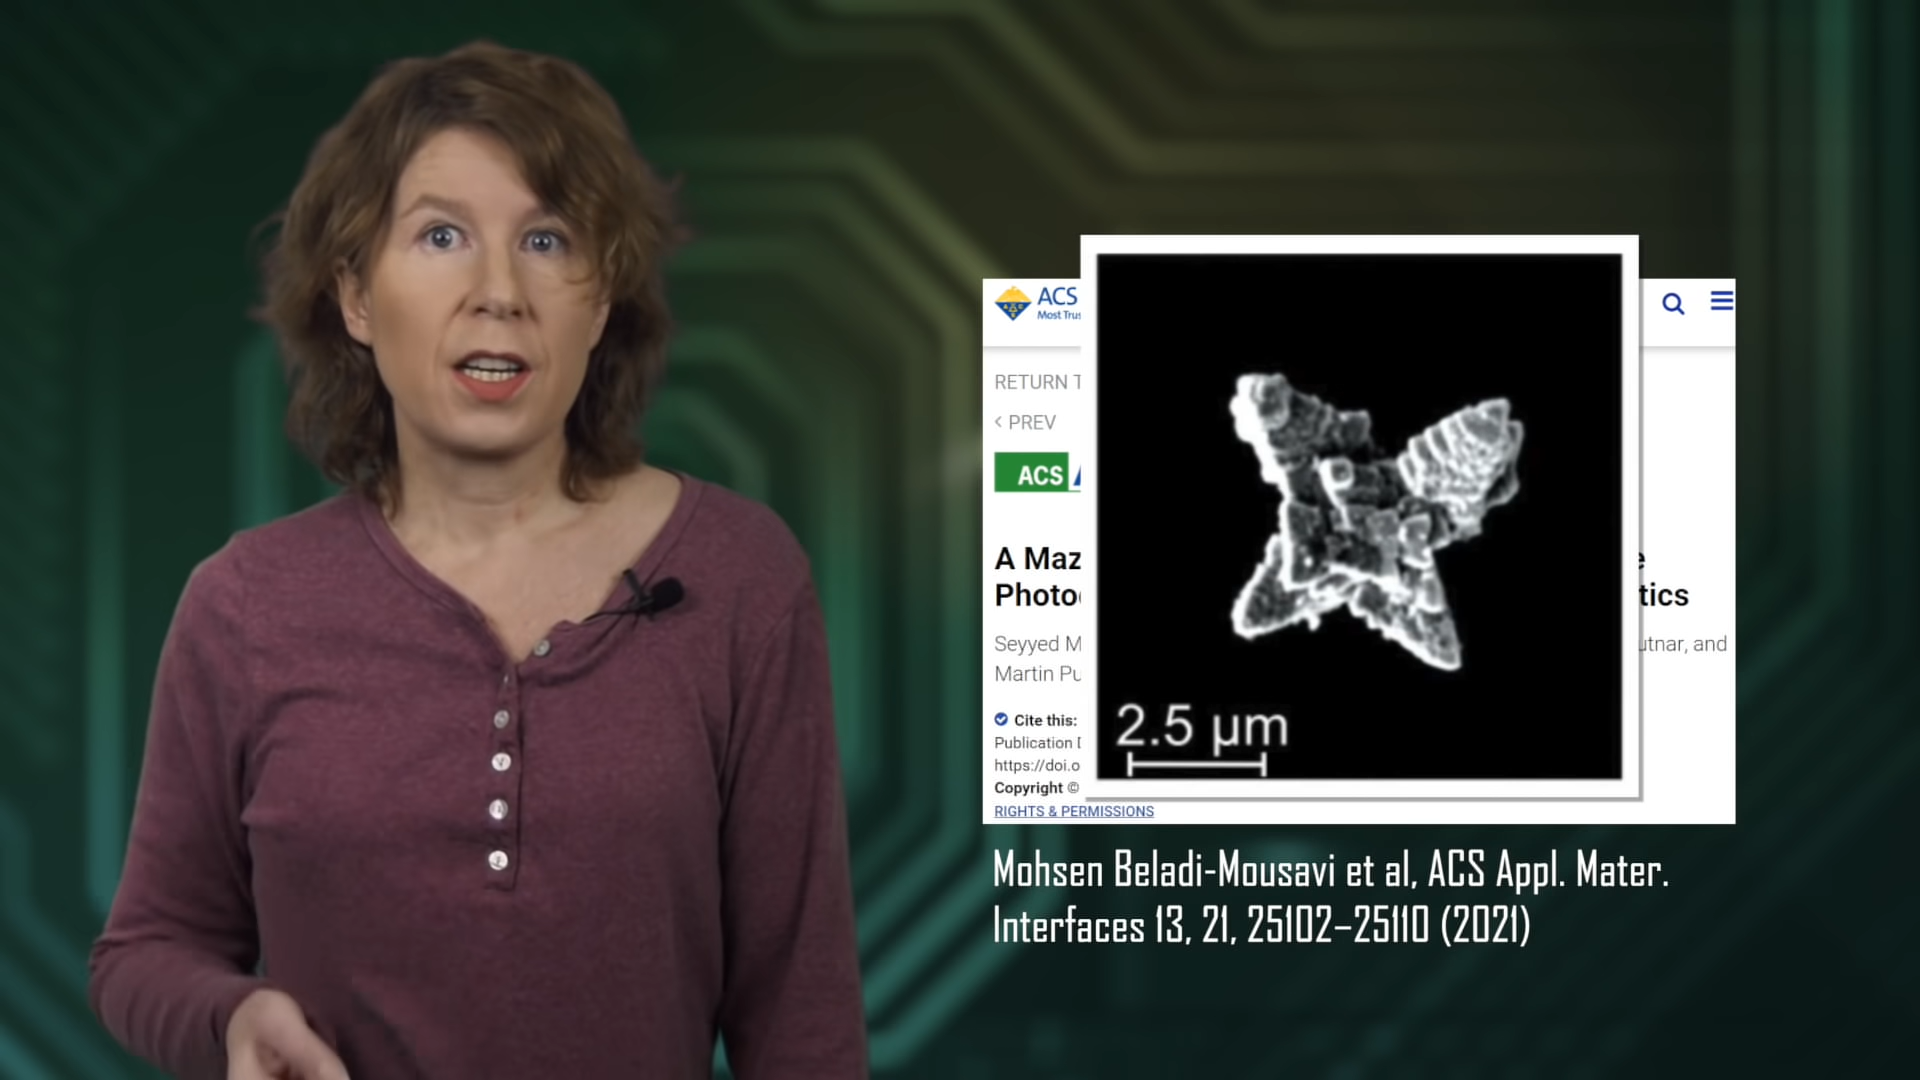 ACS
Most Trus
RETURN T
< PREV
ACS
A Maz
Photo
tics
Seyyed M
utnar, and
Martin Pu
Cite this:
Publication
https://doi.o
Copyright ©
RIGHTS & PERMISSIONS
2.5 µm
Mohsen Beladi-Mousavi et al, ACS Appl. Mater.
Interfaces 13, 21, 25102–25110 (2021)